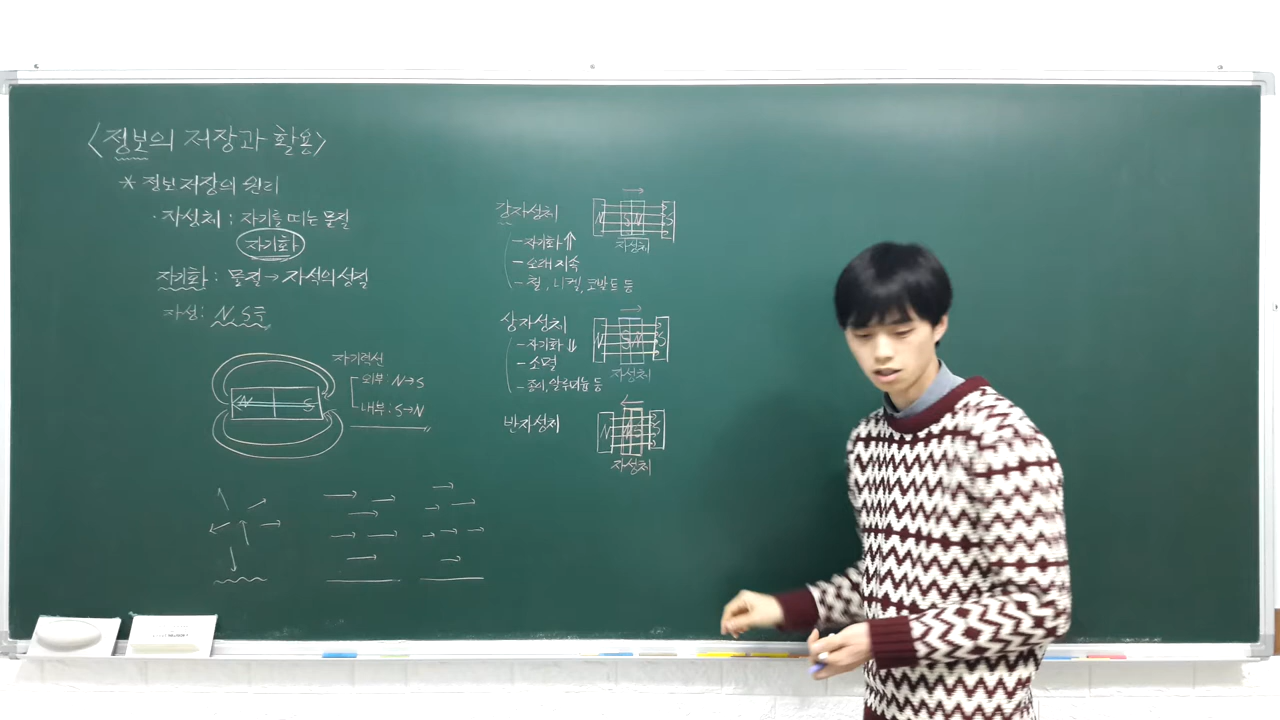 <정보의 저장과 활용>
* 정보 저장의 원리
· 자성체 : 자기를 띠는 물질
자기화
자기화 : 물질 → 자석의 성질
자성 : N, S극
자기력선
외부 : N→S
내부 : S→N
N S
강자성체
- 자기화 ⇑
- 오래 지속
- 철, 니켈, 코발트 등
N S N S
자성체
상자성체
- 자기화 ⇓
- 소멸
- 종이, 알루미늄 등
N S N S
자성체
반자성체
N N S S
자성체